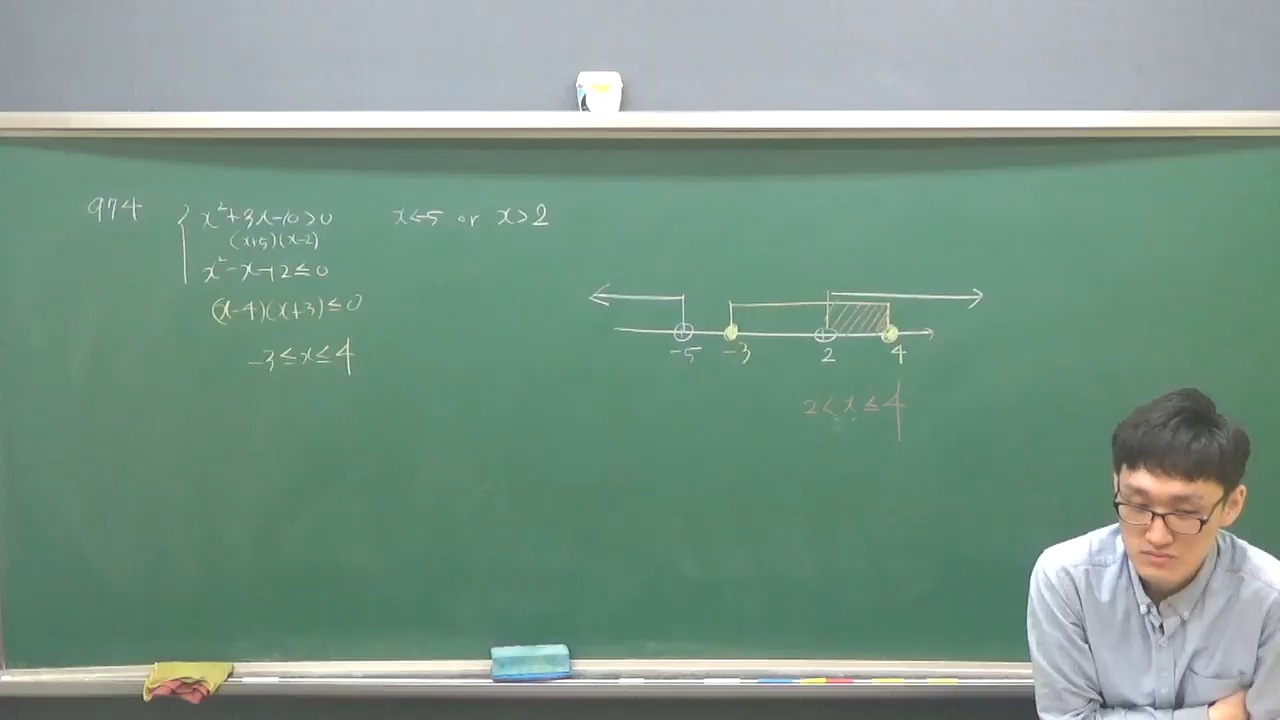 974
x²+3x-10>0    x<-5 or x>2
(x+5)(x-2)
x²-x-12≤0
(x-4)(x+3)≤0
-3≤x≤4
-5 -3 2 4
2<x≤4